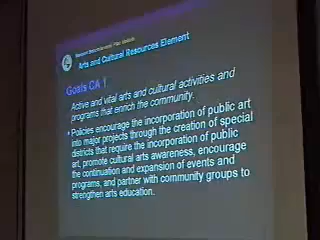 Arts and Cultural Resources Element
Goals CA 1
Active and vital arts and cultural activities and
programs that enrich the community.
• Policies encourage the incorporation of public art
into major projects through the creation of special
districts that require the incorporation of public
art, promote cultural arts awareness, encourage
the continuation and expansion of events and
programs, and partner with community groups to
strengthen arts education.